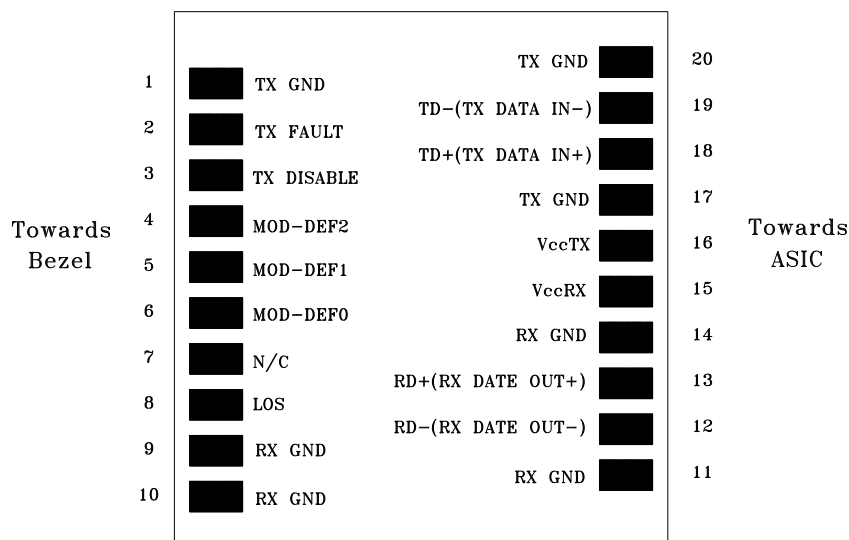 Towards
Bezel
1 TX GND
2 TX FAULT
3 TX DISABLE
4 MOD-DEF2
5 MOD-DEF1
6 MOD-DEF0
7 N/C
8 LOS
9 RX GND
10 RX GND
TX GND 20
TD-(TX DATA IN-) 19
TD+(TX DATA IN+) 18
TX GND 17
VccTX 16
VccRX 15
RX GND 14
RD+(RX DATE OUT+) 13
RD-(RX DATE OUT-) 12
RX GND 11
Towards
ASIC